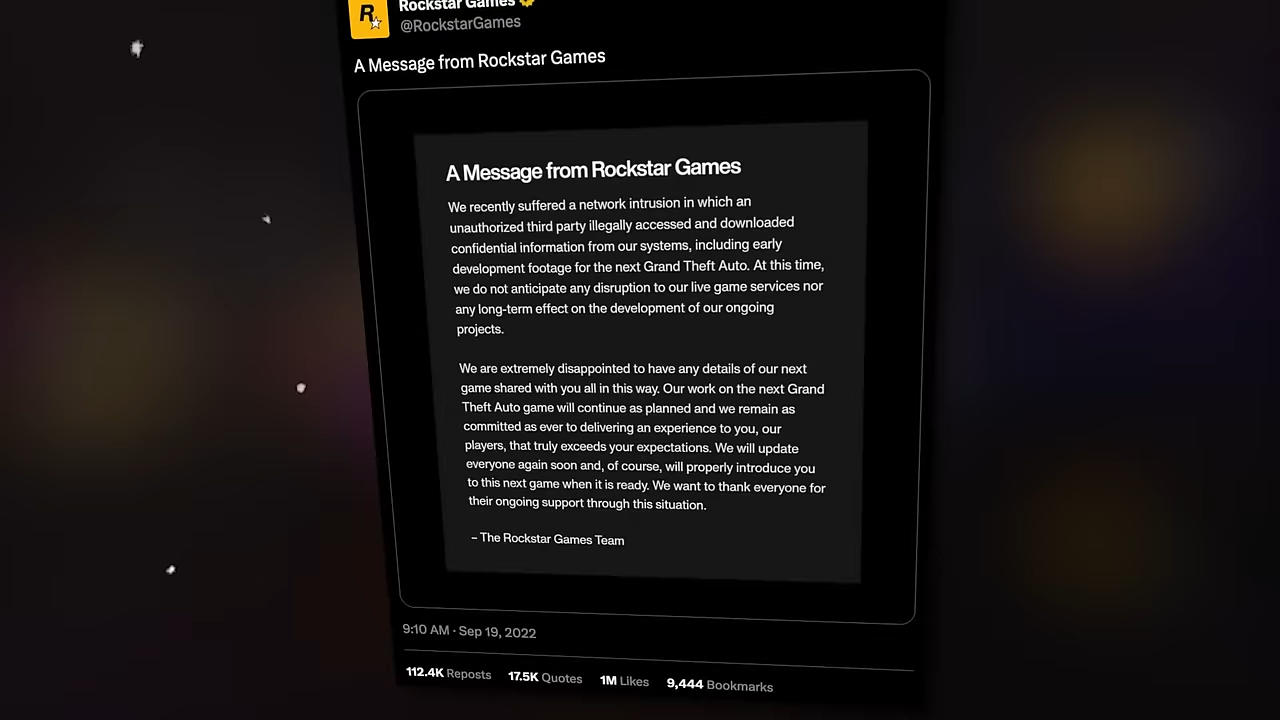 Rockstar Games
@RockstarGames
A Message from Rockstar Games
A Message from Rockstar Games
We recently suffered a network intrusion in which an
unauthorized third party illegally accessed and downloaded
confidential information from our systems, including early
development footage for the next Grand Theft Auto. At this time,
we do not anticipate any disruption to our live game services nor
any long-term effect on the development of our ongoing
projects.
We are extremely disappointed to have any details of our next
game shared with you all in this way. Our work on the next Grand
Theft Auto game will continue as planned and we remain as
committed as ever to delivering an experience to you, our
players, that truly exceeds your expectations. We will update
everyone again soon and, of course, will properly introduce you
to this next game when it is ready. We want to thank everyone for
their ongoing support through this situation.
– The Rockstar Games Team
9:10 AM · Sep 19, 2022
112.4K Reposts 17.5K Quotes 1M Likes 9,444 Bookmarks